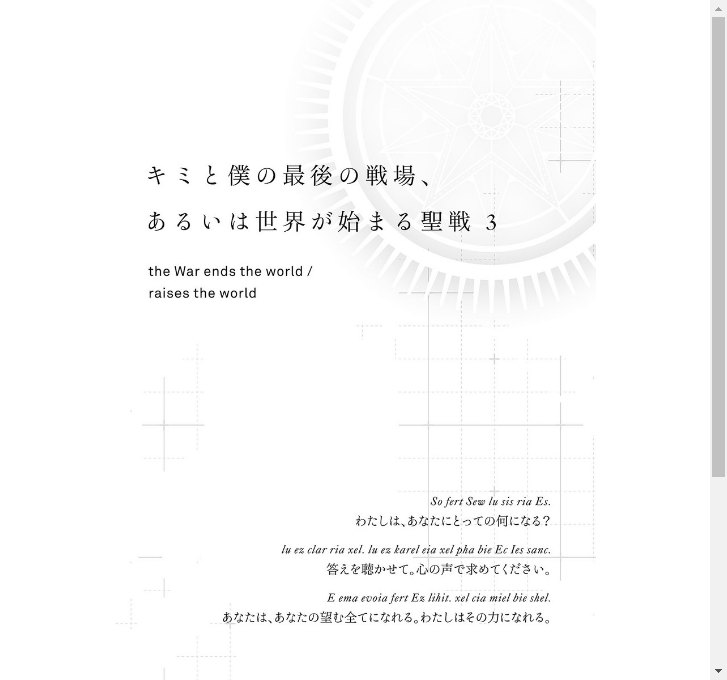 キミと僕の最後の戦場、
あるいは世界が始まる聖戦 3
the War ends the world /
raises the world
So fert Sew lu sis ria Es.
わたしは、あなたにとっての何になる？
lu ez clar ria xel. lu ez karel eia xel pha bie Ec Ies sanc.
答えを聴かせて。心の声で求めてください。
E ema evoia fert Ez lihit. xel cia miel bie shel.
あなたは、あなたの望む全てになれる。わたしはその力になれる。